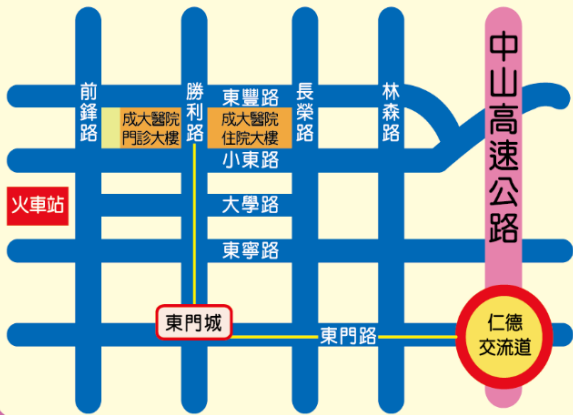 前鋒路
勝利路
東豐路
長榮路
林森路
中山高速公路
成大醫院
門診大樓
成大醫院
住院大樓
小東路
火車站
大學路
東寧路
東門城
東門路
仁德
交流道